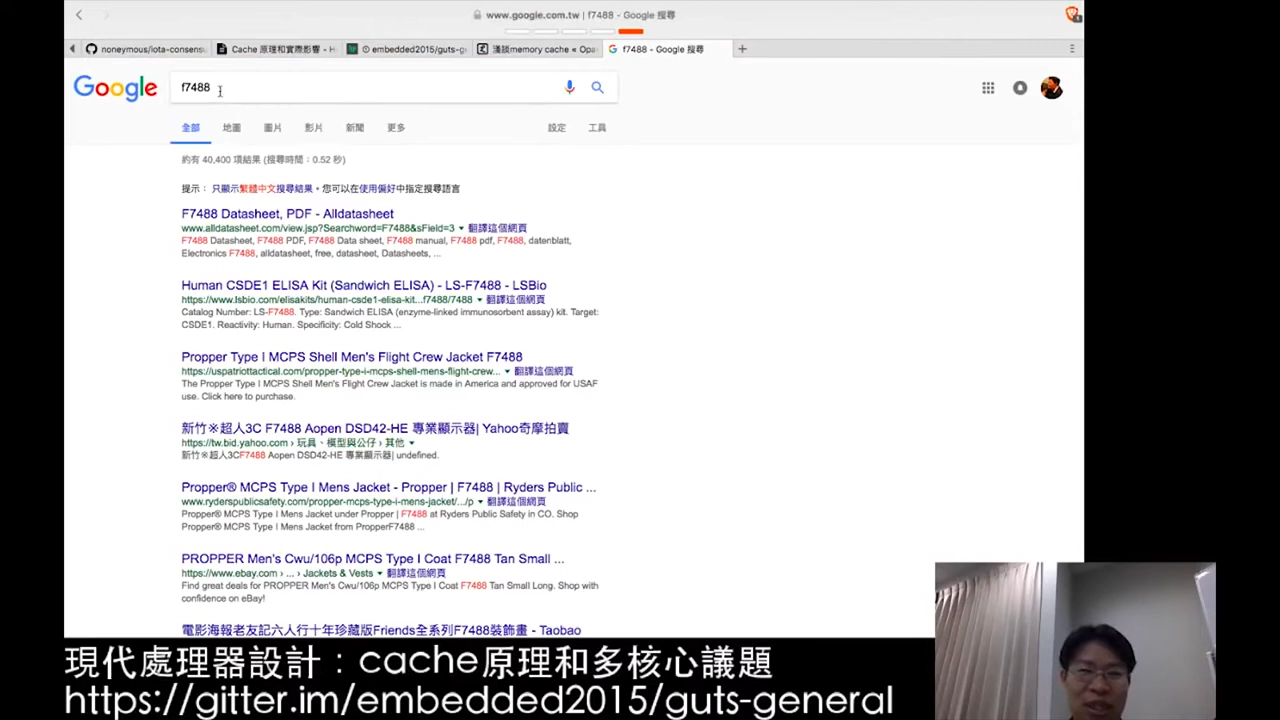 www.google.com.tw | f7488 - Google 搜尋
noneymous/iota-consensu
Cache 原理和實際影響 - H
embedded2015/guts-g
淺談memory cache « Opa
f7488 - Google 搜尋
Google
f7488
全部 地圖 圖片 影片 新聞 更多 設定 工具
約有 40,400 項結果 (搜尋時間:0.52 秒)
提示: 只顯示繁體中文搜尋結果。您可以在使用偏好中指定搜尋語言
F7488 Datasheet, PDF - Alldatasheet
www.alldatasheet.com/view.jsp?Searchword=F7488&sField=3 翻譯這個網頁
F7488 Datasheet, F7488 PDF, F7488 Data sheet, F7488 manual, F7488 pdf, F7488, datenblatt,
Electronics F7488, alldatasheet, free, datasheet, Datasheets, ...
Human CSDE1 ELISA Kit (Sandwich ELISA) - LS-F7488 - LSBio
https://www.lsbio.com/elisakits/human-csde1-elisa-kit...f7488/7488 翻譯這個網頁
Catalog Number: LS-F7488. Type: Sandwich ELISA (enzyme-linked immunosorbent assay) kit. Target:
CSDE1. Reactivity: Human. Specificity: Cold Shock ...
Propper Type I MCPS Shell Men's Flight Crew Jacket F7488
https://uspatriottactical.com/propper-type-i-mcps-shell-mens-flight-crew... 翻譯這個網頁
The Propper Type I MCPS Shell Men's Flight Crew Jacket is made in America and approved for USAF
use. Click here to purchase.
新竹※超人3C F7488 Aopen DSD42-HE 專業顯示器| Yahoo奇摩拍賣
https://tw.bid.yahoo.com › 玩具、模型與公仔 › 其他
新竹※超人3CF7488 Aopen DSD42-HE 專業顯示器| undefined.
Propper® MCPS Type I Mens Jacket - Propper | F7488 | Ryders Public ...
www.ryderspublicsafety.com/propper-mcps-type-i-mens-jacket/.../p 翻譯這個網頁
Propper® MCPS Type I Mens Jacket under Propper | F7488 at Ryders Public Safety in CO. Shop
Propper® MCPS Type I Mens Jacket from PropperF7488 ...
PROPPER Men's Cwu/106p MCPS Type I Coat F7488 Tan Small ...
https://www.ebay.com › ... › Jackets & Vests 翻譯這個網頁
Find great deals for PROPPER Men's Cwu/106p MCPS Type I Coat F7488 Tan Small Long. Shop with
confidence on eBay!
電影海報老友記六人行十年珍藏版Friends全系列F7488裝飾畫 - Taobao
現代處理器設計:cache原理和多核心議題
https://gitter.im/embedded2015/guts-general